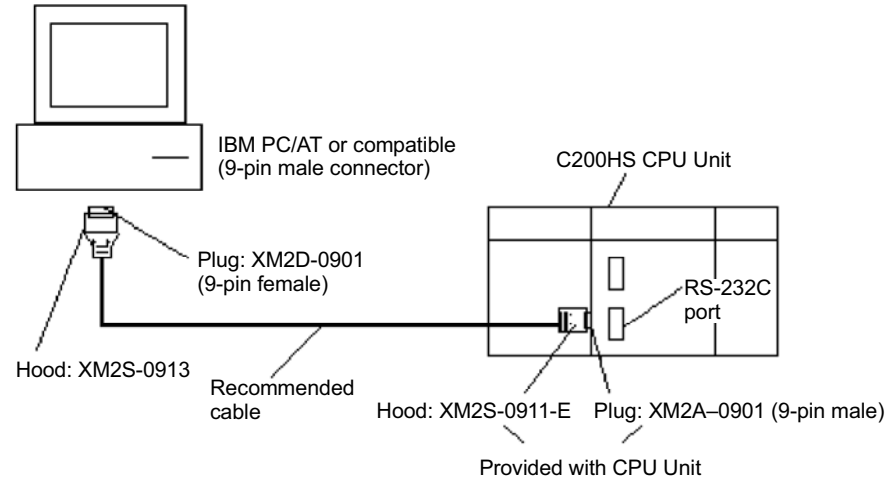 IBM PC/AT or compatible
(9-pin male connector)
C200HS CPU Unit
Plug: XM2D-0901
(9-pin female)
RS-232C
port
Hood: XM2S-0913
Recommended
cable
Hood: XM2S-0911-E
Plug: XM2A–0901 (9-pin male)
Provided with CPU Unit